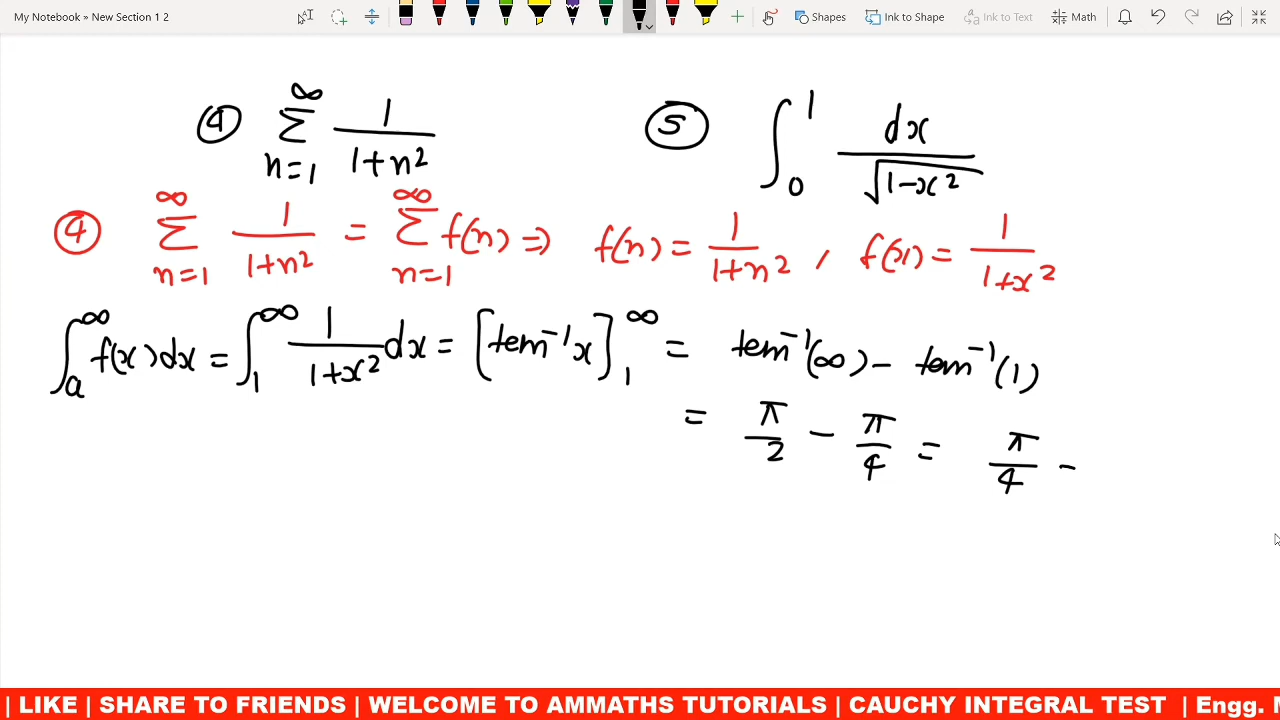 My Notebook » New Section 1 2
Shapes
Ink to Shape
Ink to Text
Math
④ ∑_{n=1}^{∞} 1/(1+n²)
⑤ ∫_0^1 dx/√(1-x²)
④ ∑_{n=1}^{∞} 1/(1+n²) = ∑_{n=1}^{∞} f(n) ⇒ f(n) = 1/(1+n²) , f(x) = 1/(1+x²)
∫_a^∞ f(x)dx = ∫_1^∞ 1/(1+x²) dx = [tan⁻¹x]_1^∞ = tan⁻¹(∞) - tan⁻¹(1)
= π/2 - π/4 = π/4 -
| LIKE | SHARE TO FRIENDS | WELCOME TO AMMATHS TUTORIALS | CAUCHY INTEGRAL TEST | Engg. M